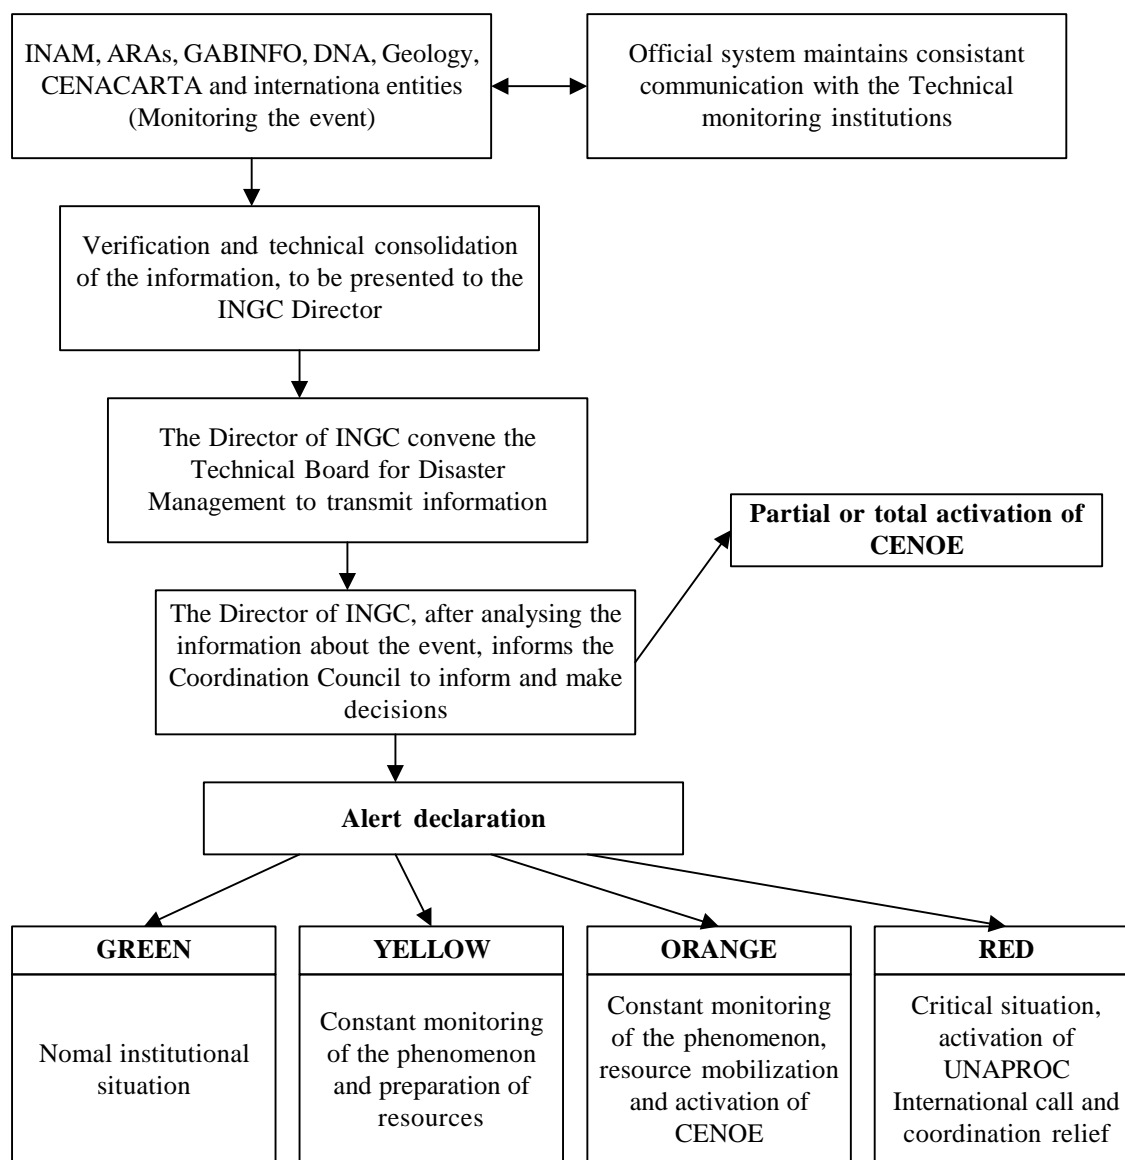 INAM, ARAs, GABINFO, DNA, Geology,
CENACARTA and internationa entities
(Monitoring the event)
Official system maintains consistant
communication with the Technical
monitoring institutions
Verification and technical consolidation
of the information, to be presented to the
INGC Director
The Director of INGC convene the
Technical Board for Disaster
Management to transmit information
Partial or total activation of
CENOE
The Director of INGC, after analysing the
information about the event, informs the
Coordination Council to inform and make
decisions
Alert declaration
GREEN
Nomal institutional
situation
YELLOW
Constant monitoring
of the phenomenon
and preparation of
resources
ORANGE
Constant monitoring
of the phenomenon,
resource mobilization
and activation of
CENOE
RED
Critical situation,
activation of
UNAPROC
International call and
coordination relief